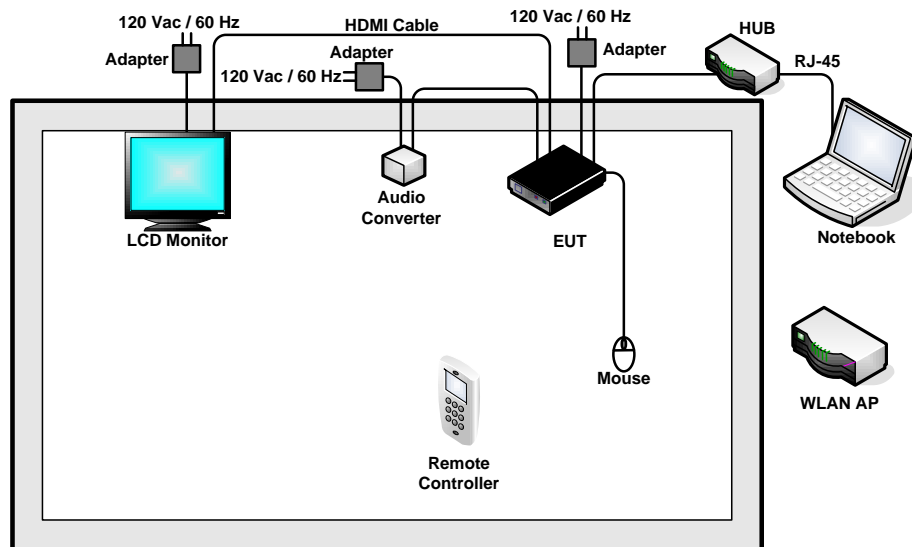 120 Vac / 60 Hz
HDMI Cable
120 Vac / 60 Hz
HUB
Adapter
Adapter
Adapter
RJ-45
120 Vac / 60 Hz
Audio
Converter
LCD Monitor
EUT
Notebook
Mouse
WLAN AP
Remote
Controller